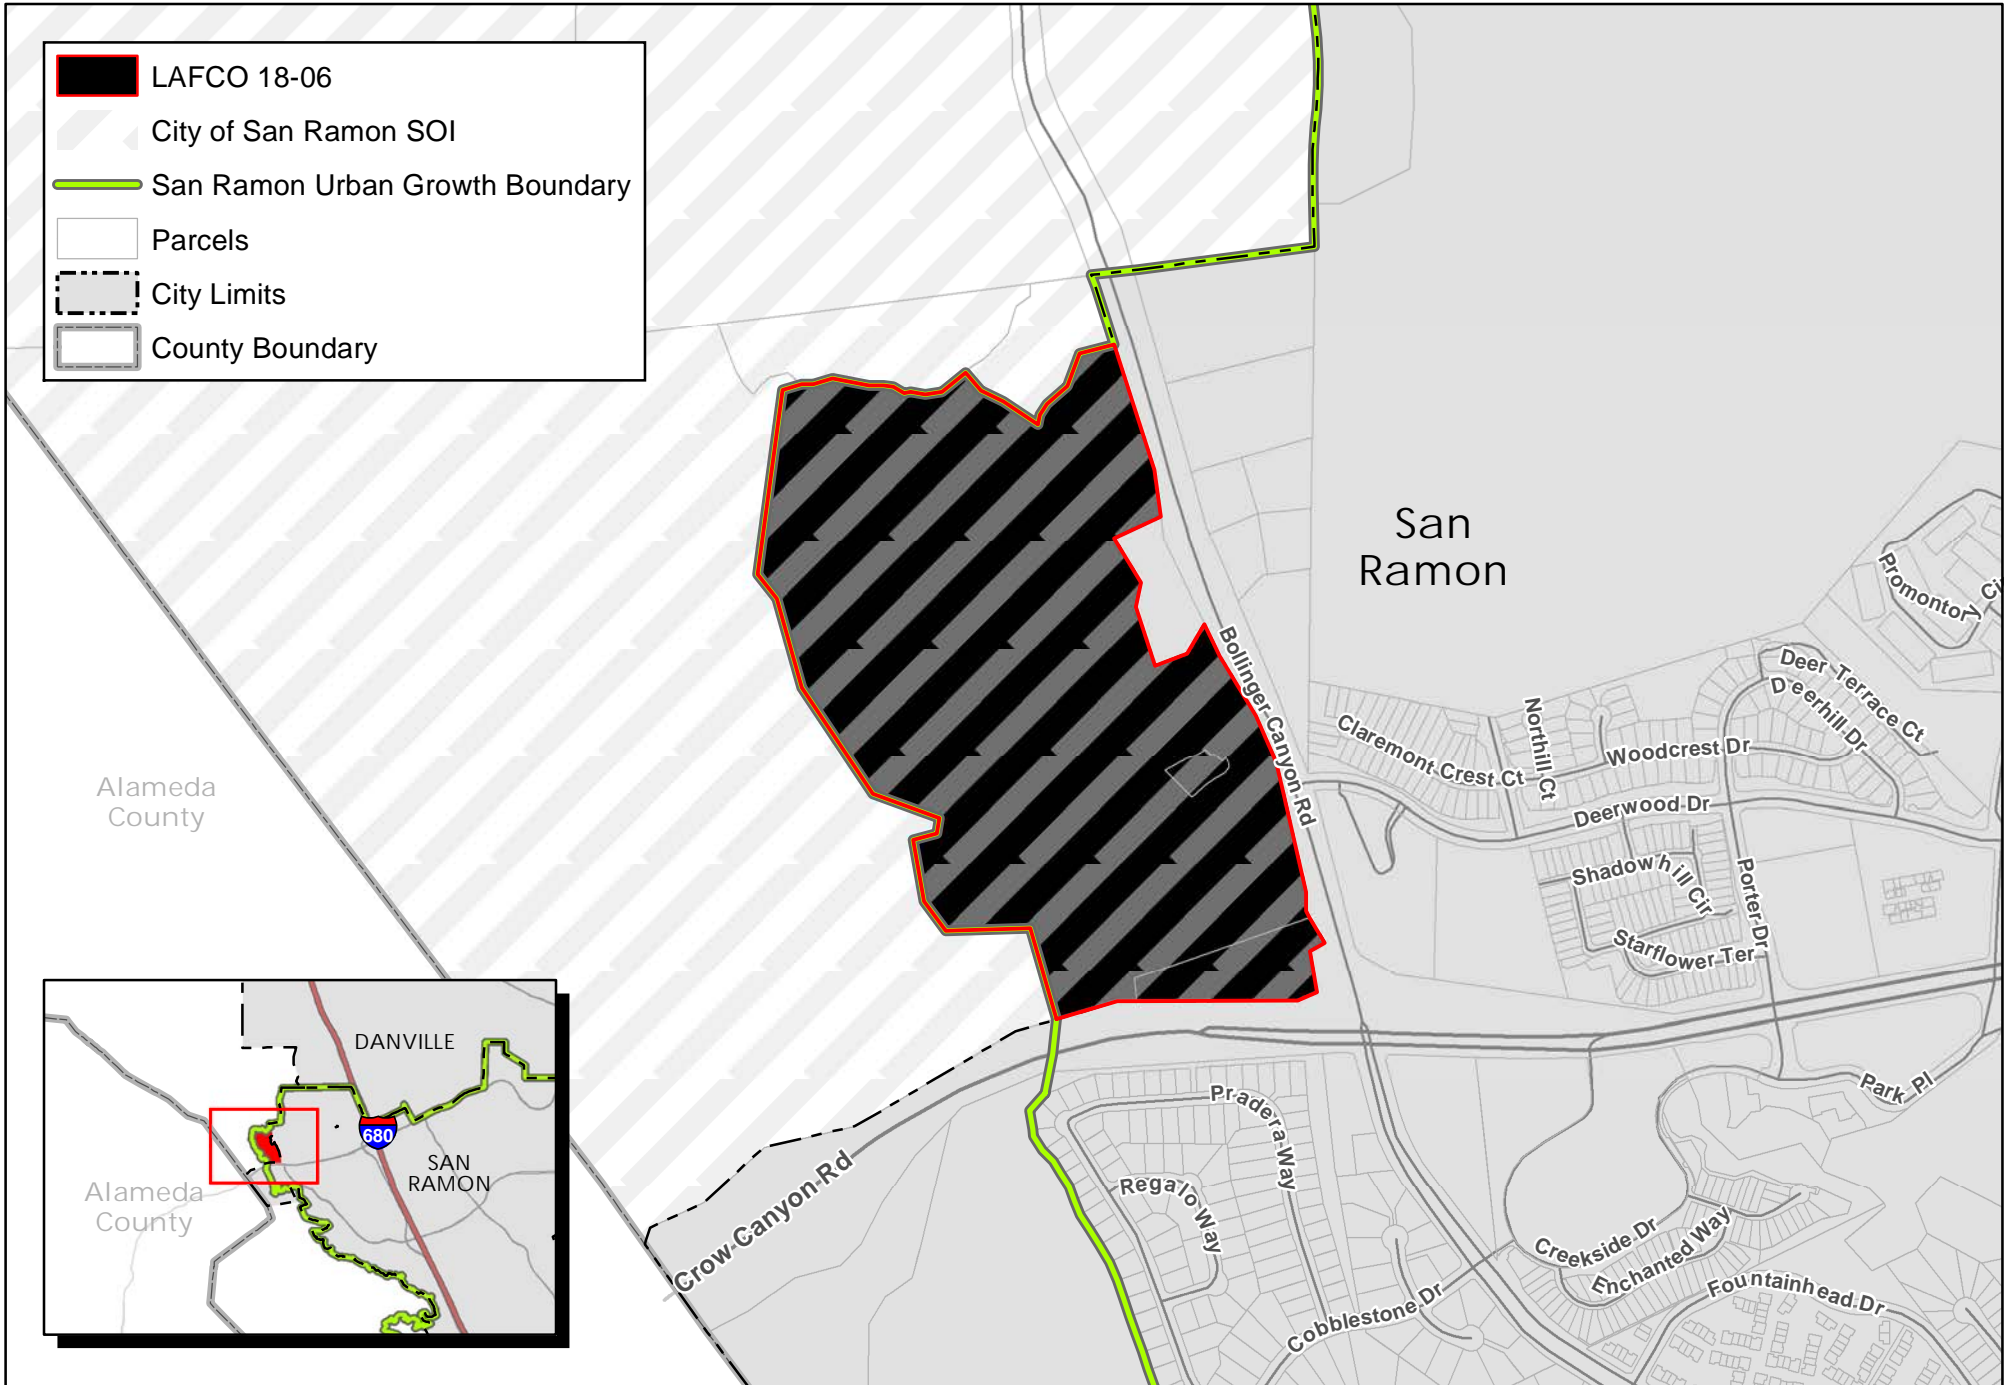 LAFCO 18-06
City of San Ramon SOI
San Ramon Urban Growth Boundary
Parcels
City Limits
County Boundary
San
Ramon
Promontory Cir
Deer Terrace Ct
Deerhill Dr
Northill Ct
Woodcrest Dr
Claremont Crest Ct
Bollinger Canyon Rd
Deerwood Dr
Shadowhill Cir
Porter Dr
Starflower Ter
Alameda
County
Park Pl
Pradera Way
Regalo Way
Crow Canyon Rd
Creekside Dr
Enchanted Way
Fountainhead Dr
Cobblestone Dr
DANVILLE
680
SAN
RAMON
Alameda
County